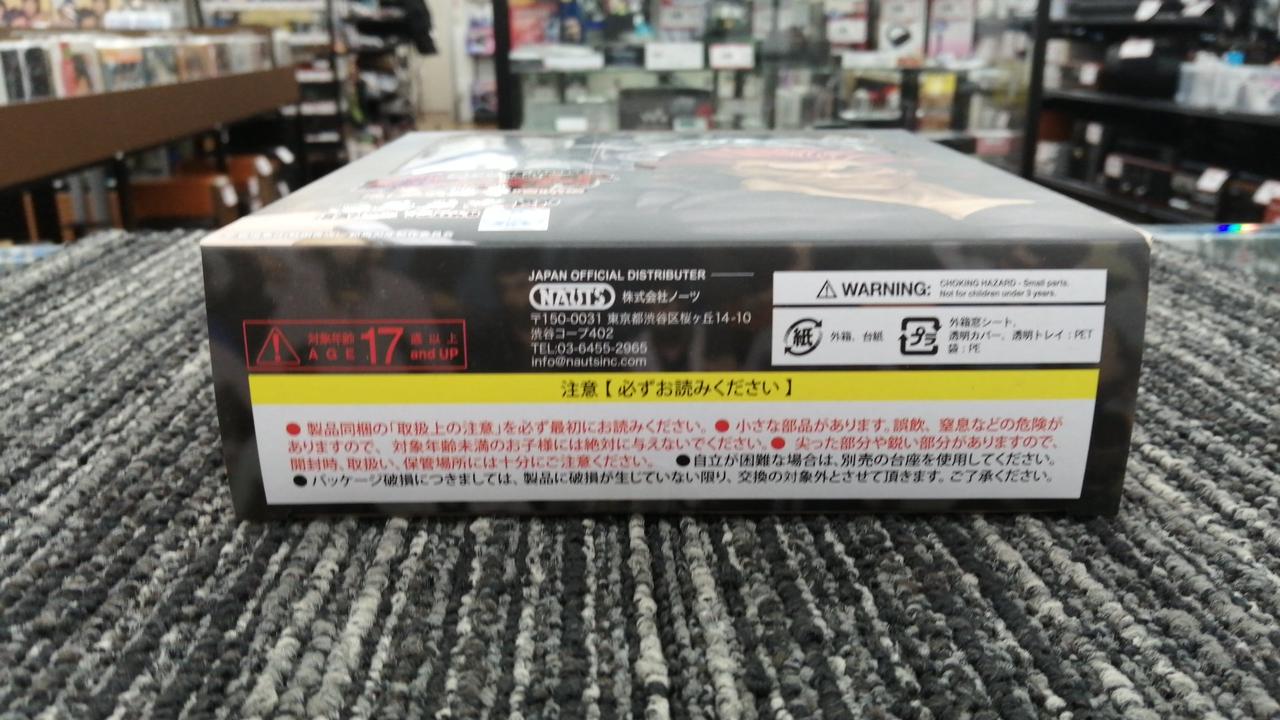 JAPAN OFFICIAL DISTRIBUTER
NAUTS 株式会社ノーツ
〒150-0031 東京都渋谷区桜ヶ丘14-10
渋谷コープ402
TEL:03-6455-2965
info@nautsinc.com
WARNING: CHOKING HAZARD - Small parts.
Not for children under 3 years.
紙 外箱、台紙
プラ 外箱窓シート、
透明カバー、透明トレイ:PET
袋:PE
対象年齢 17 歳以上
AGE and UP
注意【必ずお読みください】
● 製品同梱の「取扱上の注意」を必ず最初にお読みください。● 小さな部品があります。誤飲、窒息などの危険が
ありますので、対象年齢未満のお子様には絶対に与えないでください。● 尖った部分や鋭い部分がありますので、
開封時、取扱い、保管場所には十分にご注意ください。 ●自立が困難な場合は、別売の台座を使用してください。
● パッケージ破損につきましては、製品に破損が生じていない限り、交換の対象外とさせて頂きます。ご了承ください。